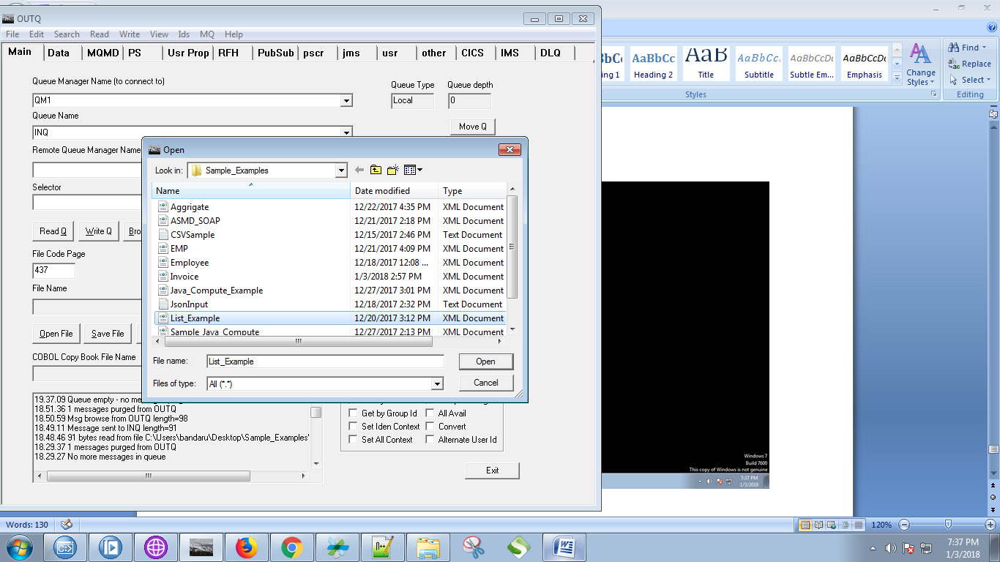 OUTQ
File Edit Search Read Write View Ids MQ Help
Main Data MQMD PS Usr Prop RFH PubSub pscr jms usr other CICS IMS DLQ
Queue Manager Name (to connect to)
Queue Type Queue depth
QM1
Local 0
Queue Name
Move Q
INQ
Remote Queue Manager Name
Selector
Read Q Write Q Bro
File Code Page
437
File Name
Open File Save File
COBOL Copy Book File Name
Open
Look in: Sample_Examples
Name Date modified Type
Aggrigate 12/22/2017 4:35 PM XML Document
ASMD_SOAP 12/21/2017 2:18 PM XML Document
CSVSample 12/15/2017 2:46 PM Text Document
EMP 12/21/2017 4:09 PM XML Document
Employee 12/18/2017 12:08 ... XML Document
Invoice 1/3/2018 2:57 PM XML Document
Java_Compute_Example 12/27/2017 3:01 PM XML Document
JsonInput 12/18/2017 2:32 PM Text Document
List_Example 12/20/2017 3:12 PM XML Document
Sample_Java_Compute 12/27/2017 2:13 PM XML Document
File name: List_Example Open
Files of type: All (*.*) Cancel
19.37.09 Queue empty - no me
18.51.36 1 messages purged from OUTQ
18.50.59 Msg browse from OUTQ length=98
18.49.11 Message sent to INQ length=91
18.48.46 91 bytes read from file C:\Users\bandaru\Desktop\Sample_Examples'
18.29.37 1 messages purged from OUTQ
18.29.27 No more messages in queue
Get by Group Id All Avail
Set Iden Context Convert
Set All Context Alternate User Id
Exit
AaBbCc AaB AaBbCc. AaBbCcDc AaBbCcDc
ing 1 Heading 2 Title Subtitle Subtle Em... Emphasis
Change
Styles
Styles
Find
Replace
Select
Editing
Windows 7
Build 7600
This copy of Windows is not genuine
7:37 PM
1/3/2018
Words: 130
120%
7:37 PM
1/3/2018